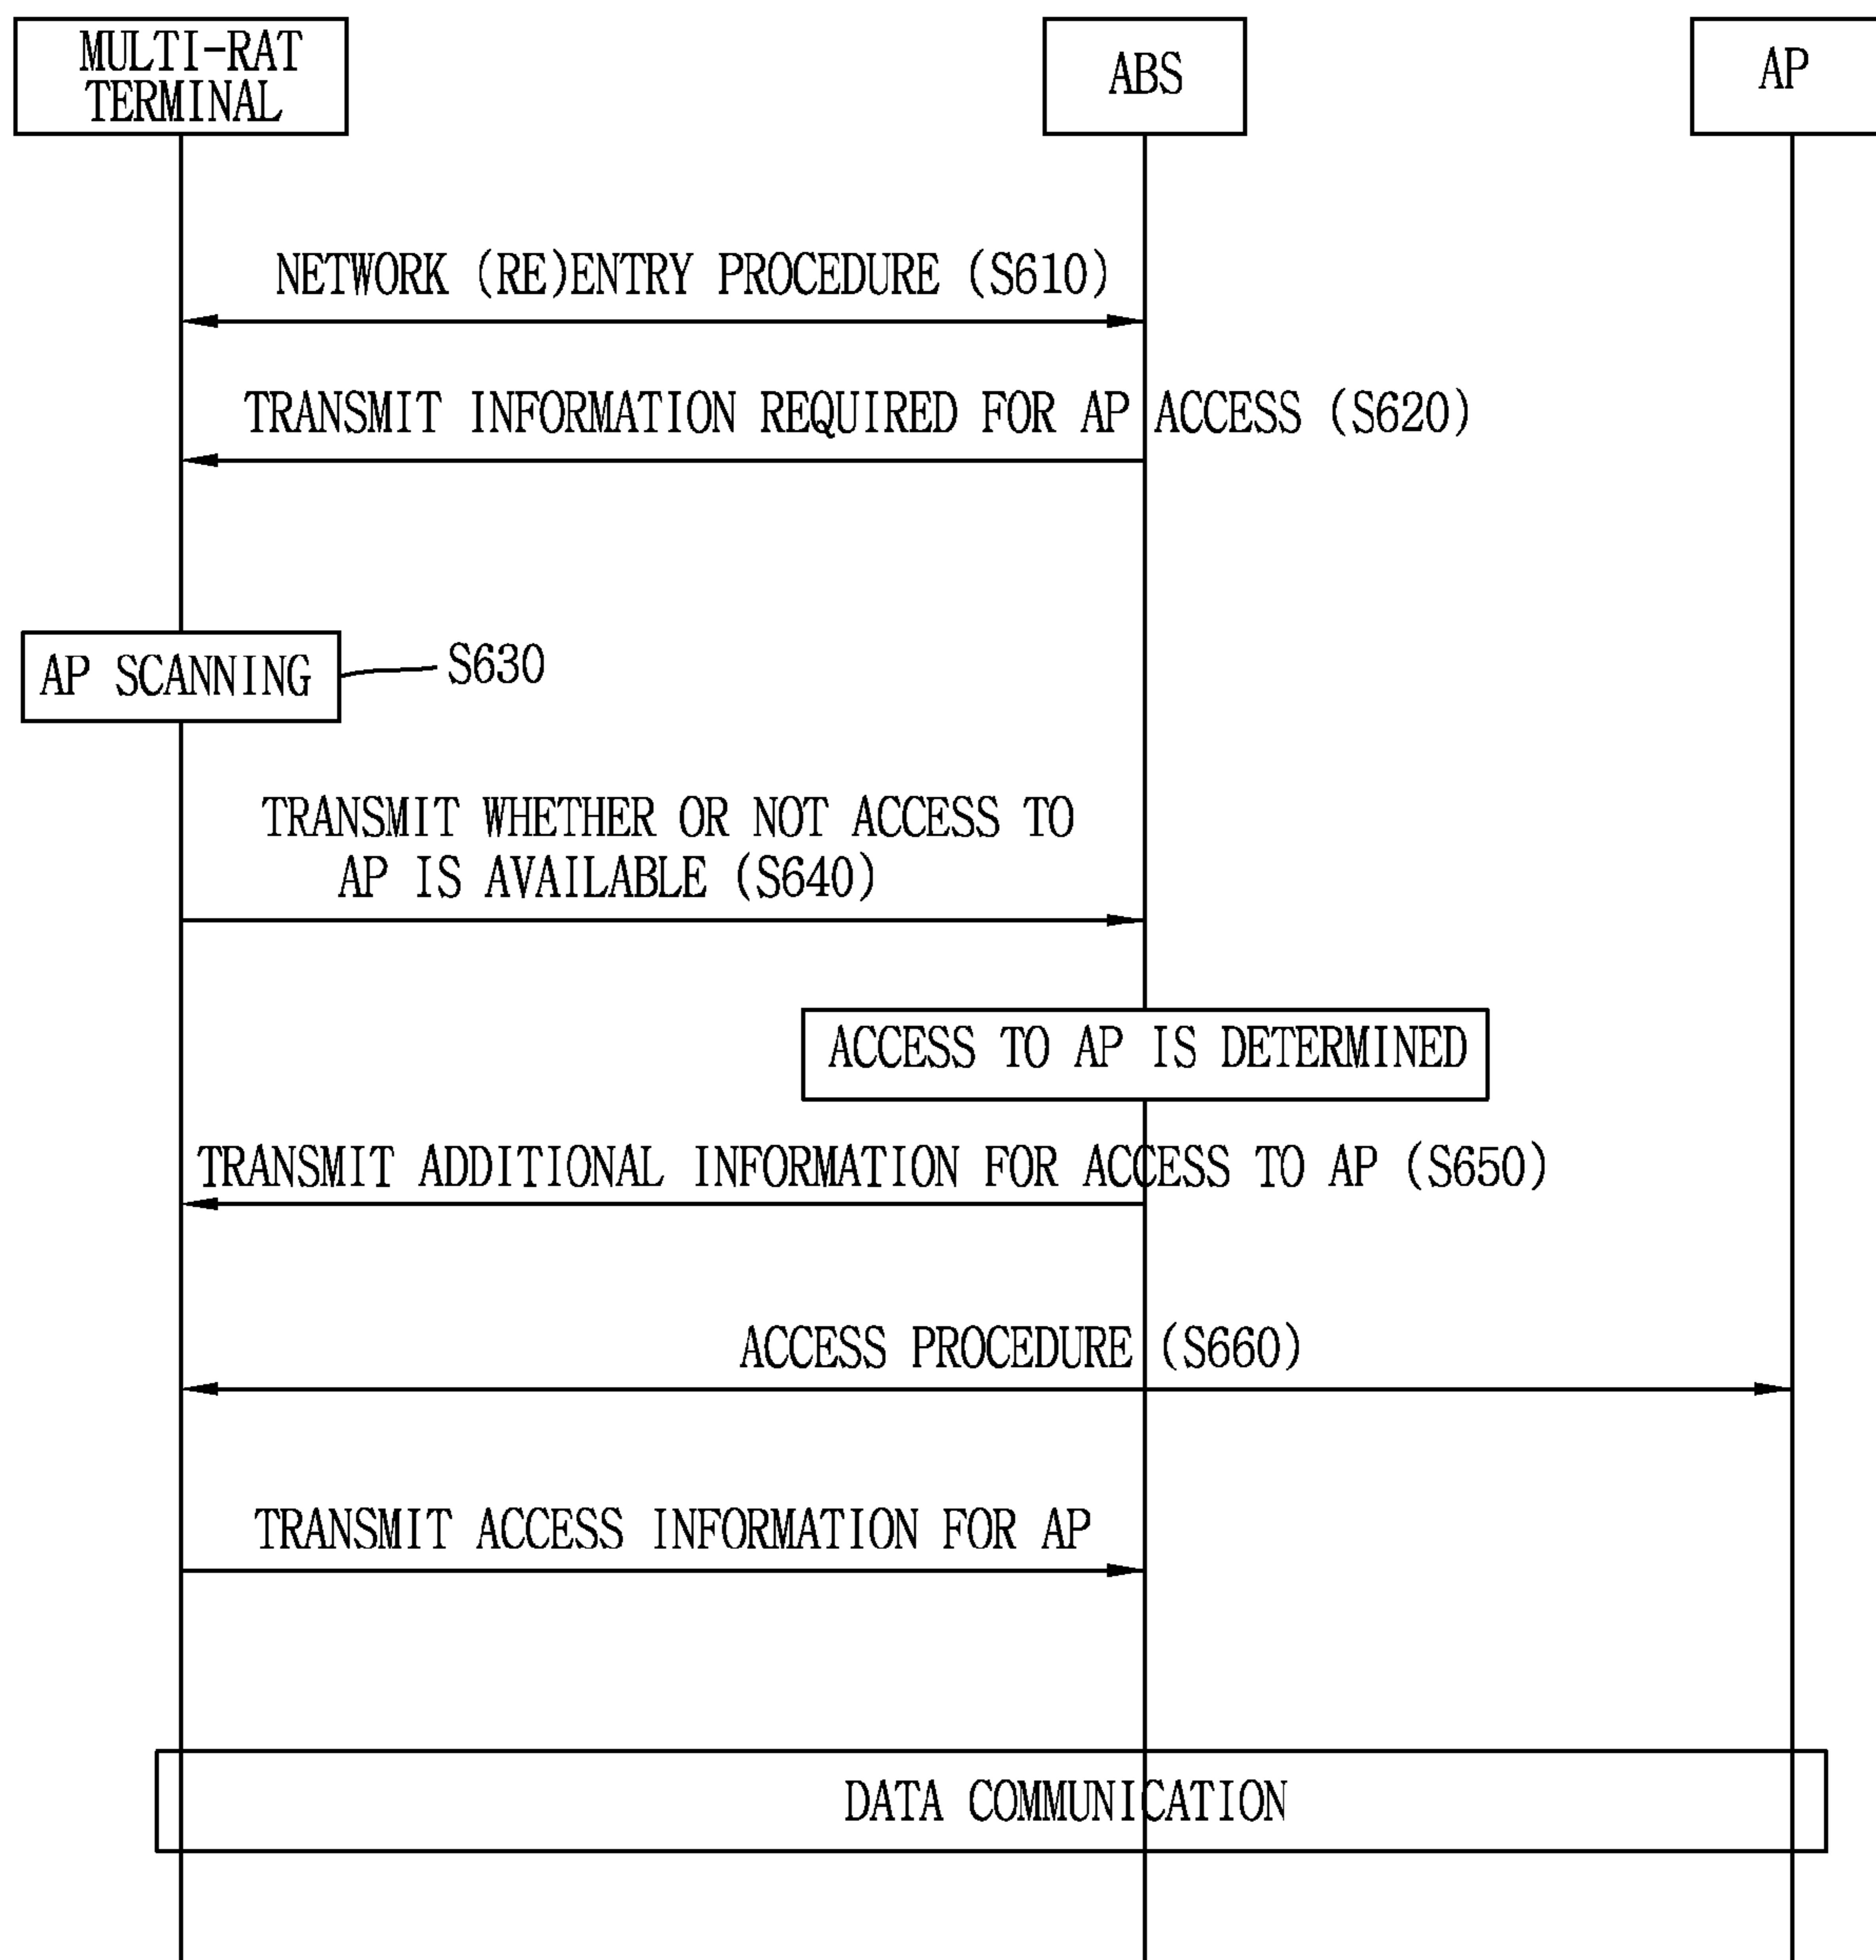 MULTI-RAT
TERMINAL
ABS
AP
NETWORK (RE)ENTRY PROCEDURE (S610)
TRANSMIT INFORMATION REQUIRED FOR AP ACCESS (S620)
AP SCANNING
S630
TRANSMIT WHETHER OR NOT ACCESS TO
AP IS AVAILABLE (S640)
ACCESS TO AP IS DETERMINED
TRANSMIT ADDITIONAL INFORMATION FOR ACCESS TO AP (S650)
ACCESS PROCEDURE (S660)
TRANSMIT ACCESS INFORMATION FOR AP
DATA COMMUNICATION